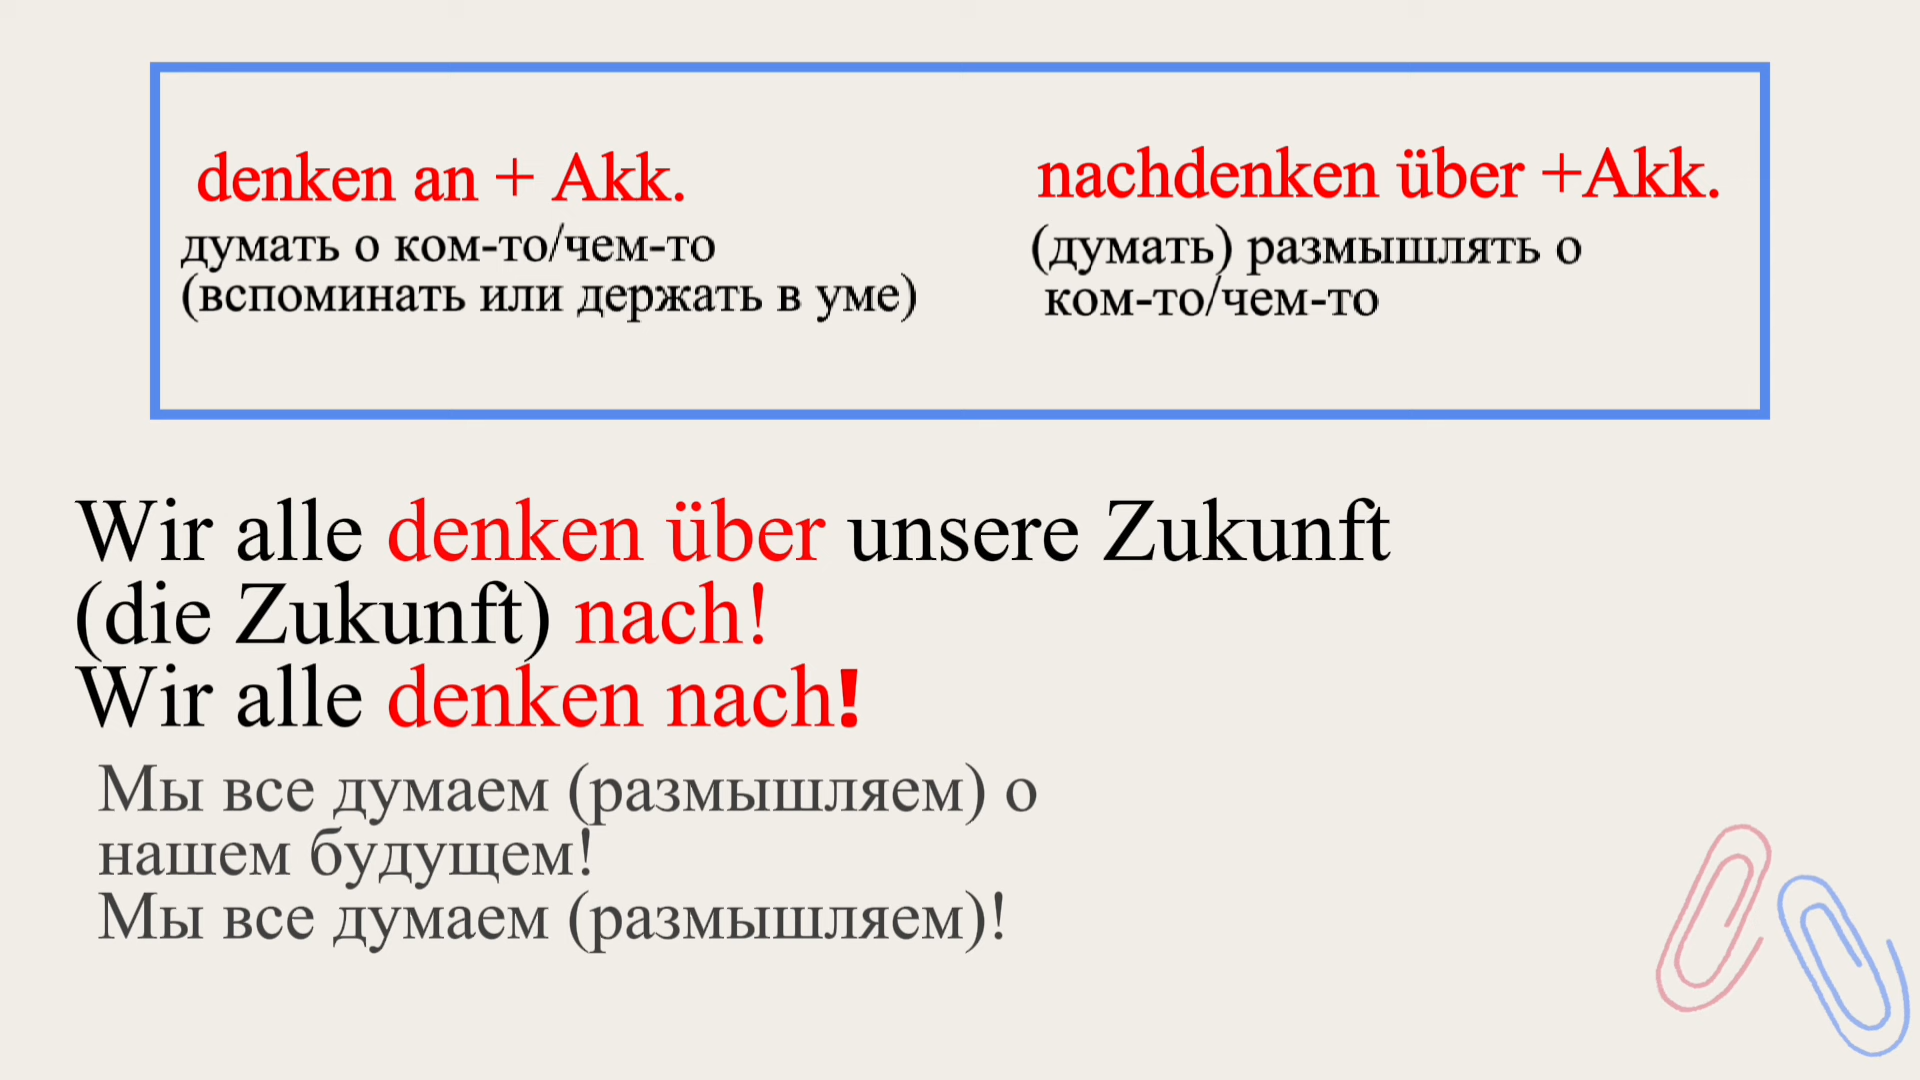 denken an + Akk.
думать о ком-то/чем-то
(вспоминать или держать в уме)
nachdenken über +Akk.
(думать) размышлять о
ком-то/чем-то
Wir alle denken über unsere Zukunft
(die Zukunft) nach!
Wir alle denken nach!
Мы все думаем (размышляем) о
нашем будущем!
Мы все думаем (размышляем)!